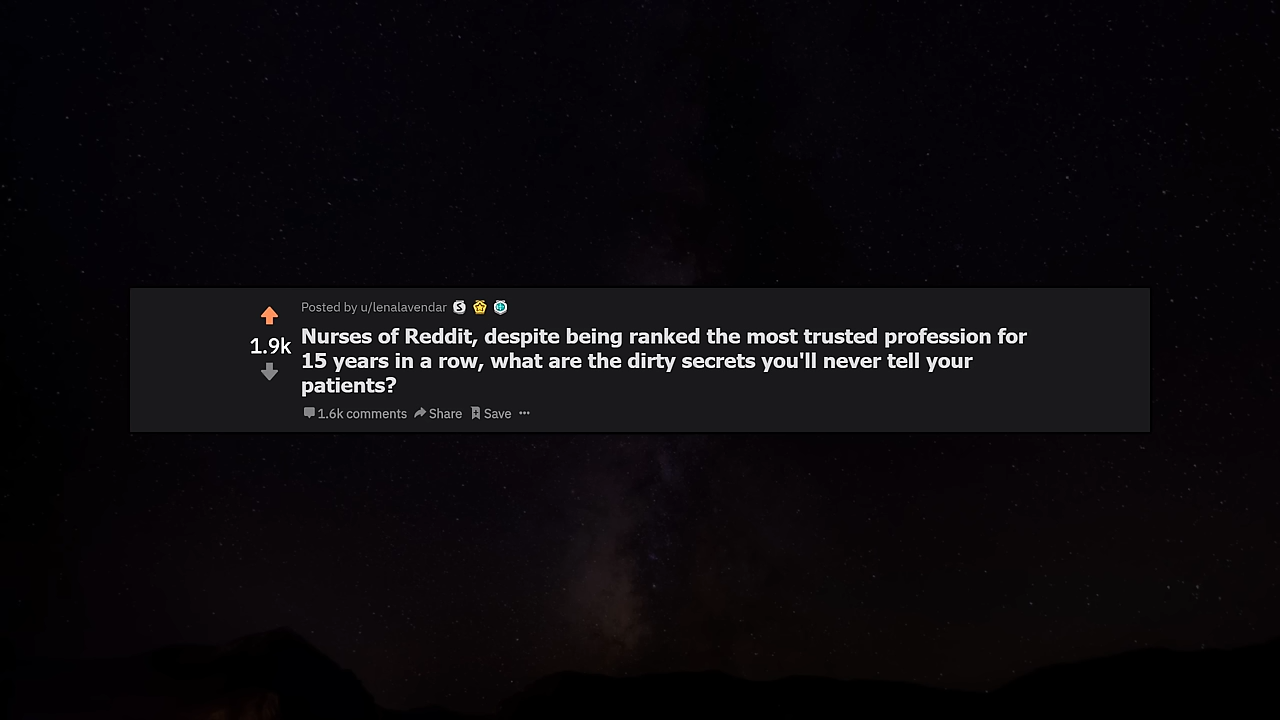 Posted by u/lenalavendar
1.9k
Nurses of Reddit, despite being ranked the most trusted profession for
15 years in a row, what are the dirty secrets you'll never tell your
patients?
1.6k comments Share Save ···